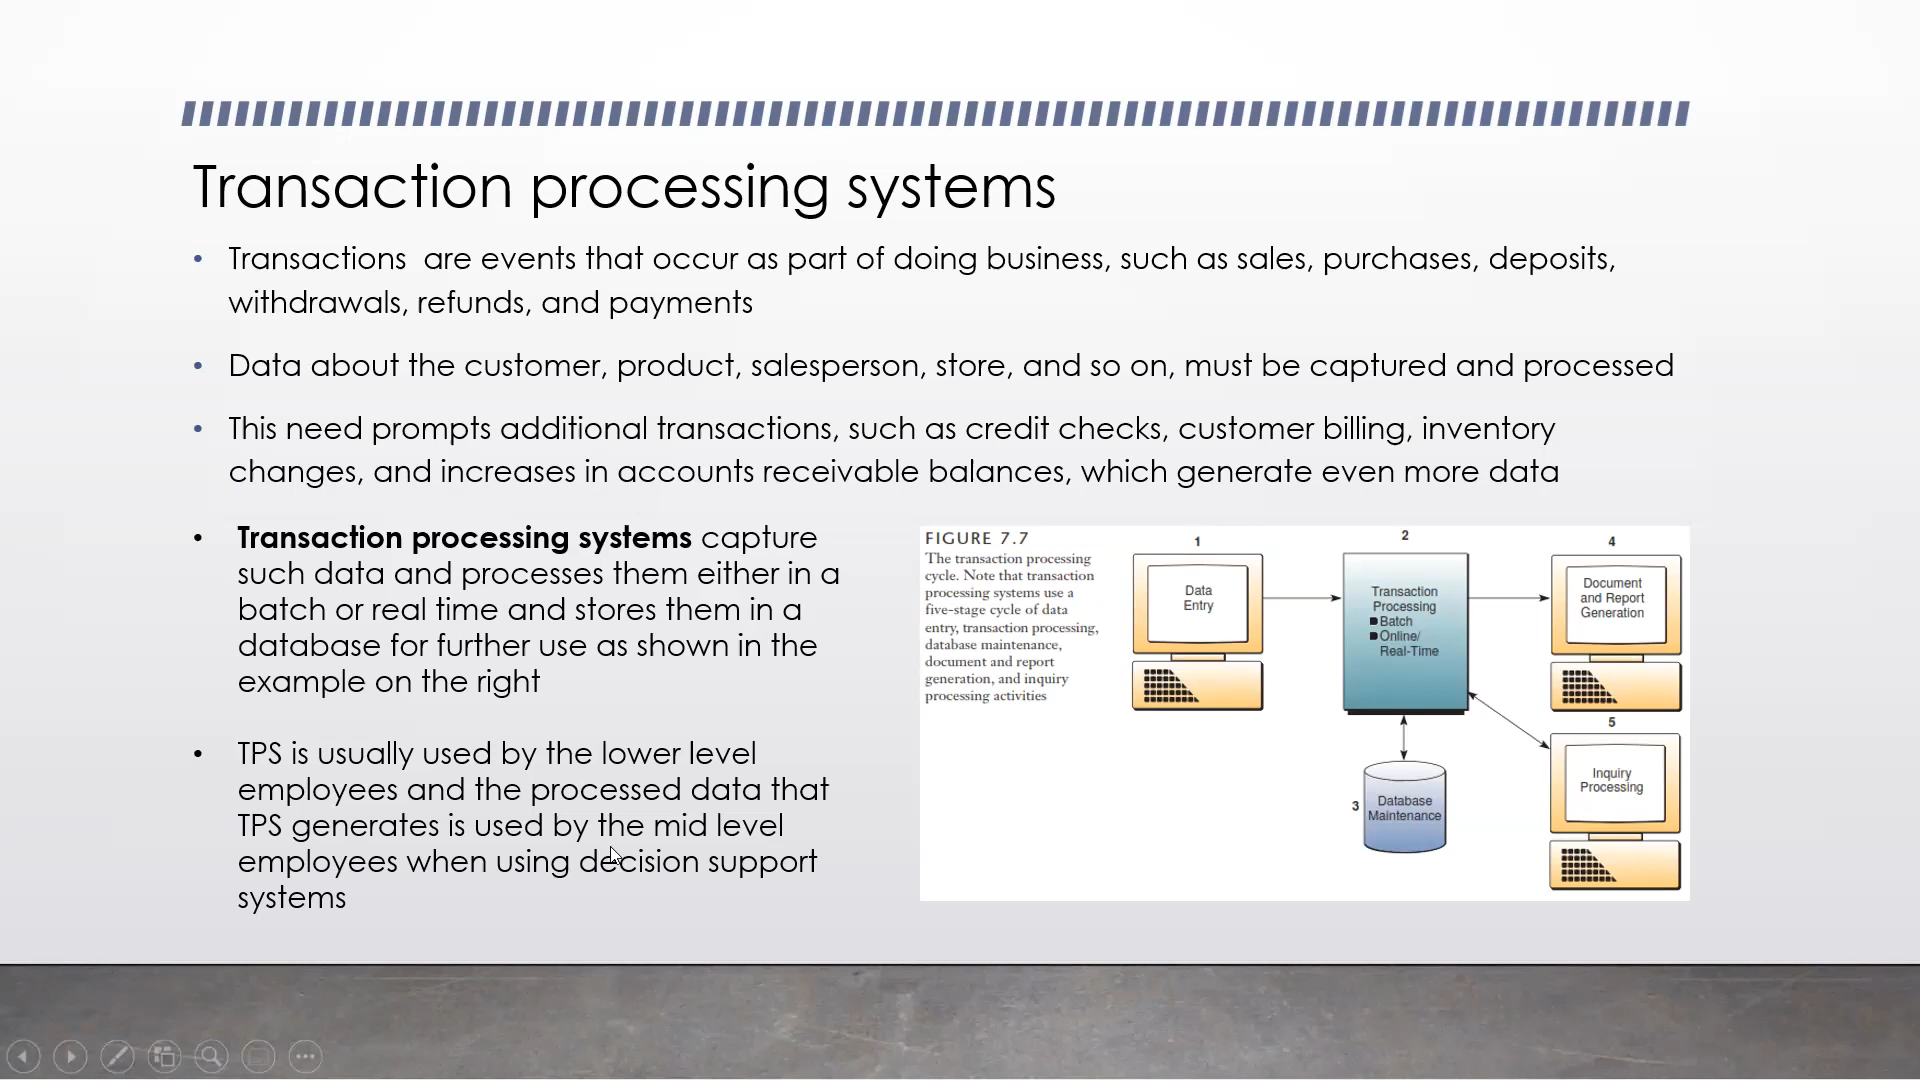 Transaction processing systems
• Transactions  are events that occur as part of doing business, such as sales, purchases, deposits,
withdrawals, refunds, and payments
• Data about the customer, product, salesperson, store, and so on, must be captured and processed
• This need prompts additional transactions, such as credit checks, customer billing, inventory
changes, and increases in accounts receivable balances, which generate even more data
• Transaction processing systems capture
such data and processes them either in a
batch or real time and stores them in a
database for further use as shown in the
example on the right
• TPS is usually used by the lower level
employees and the processed data that
TPS generates is used by the mid level
employees when using decision support
systems
FIGURE 7.7
The transaction processing
cycle. Note that transaction
processing systems use a
five-stage cycle of data
entry, transaction processing,
database maintenance,
document and report
generation, and inquiry
processing activities
1
Data
Entry
2
Transaction
Processing
Batch
Online/
Real-Time
3
Database
Maintenance
4
Document
and Report
Generation
5
Inquiry
Processing